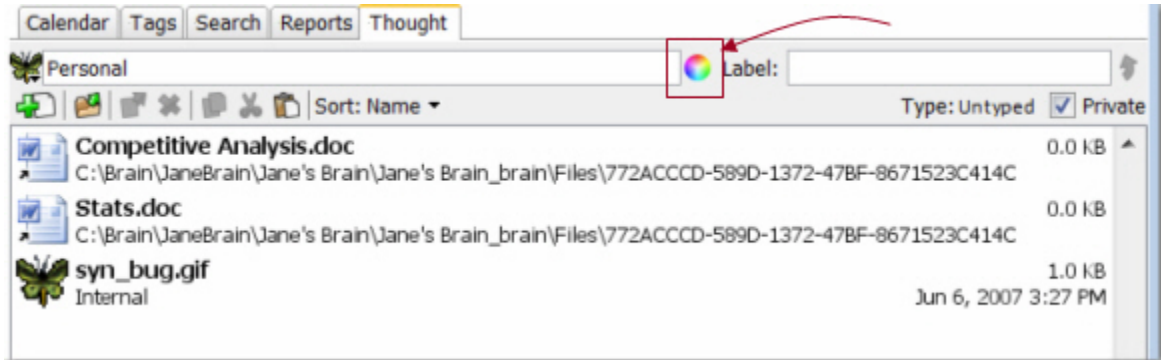 Calendar Tags Search Reports Thought
Personal Label:
Sort: Name Type: Untyped Private
Competitive Analysis.doc 0.0 KB
C:\Brain\JaneBrain\Jane's Brain\Jane's Brain_brain\Files\772ACCCD-589D-1372-47BF-8671523C414C
Stats.doc 0.0 KB
C:\Brain\JaneBrain\Jane's Brain\Jane's Brain_brain\Files\772ACCCD-589D-1372-47BF-8671523C414C
syn_bug.gif 1.0 KB
Internal Jun 6, 2007 3:27 PM